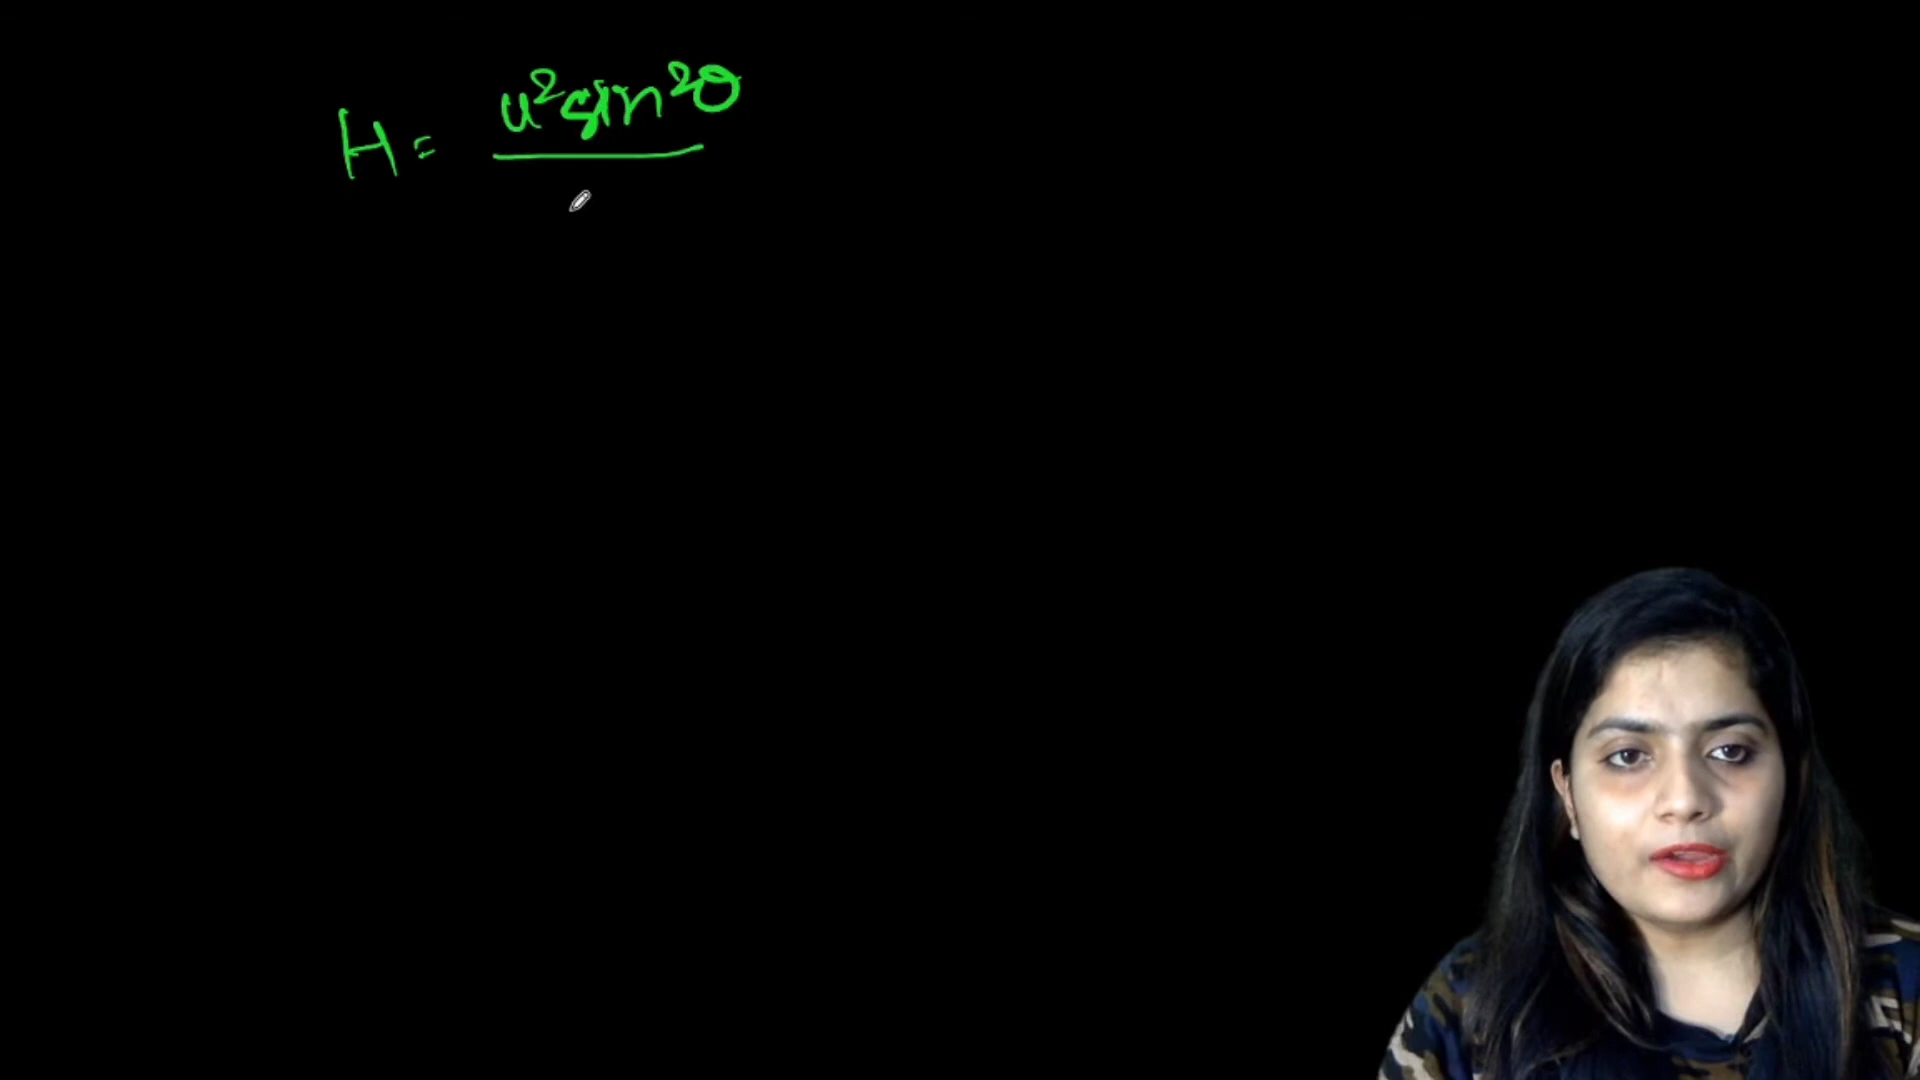 H = u²sin²θ